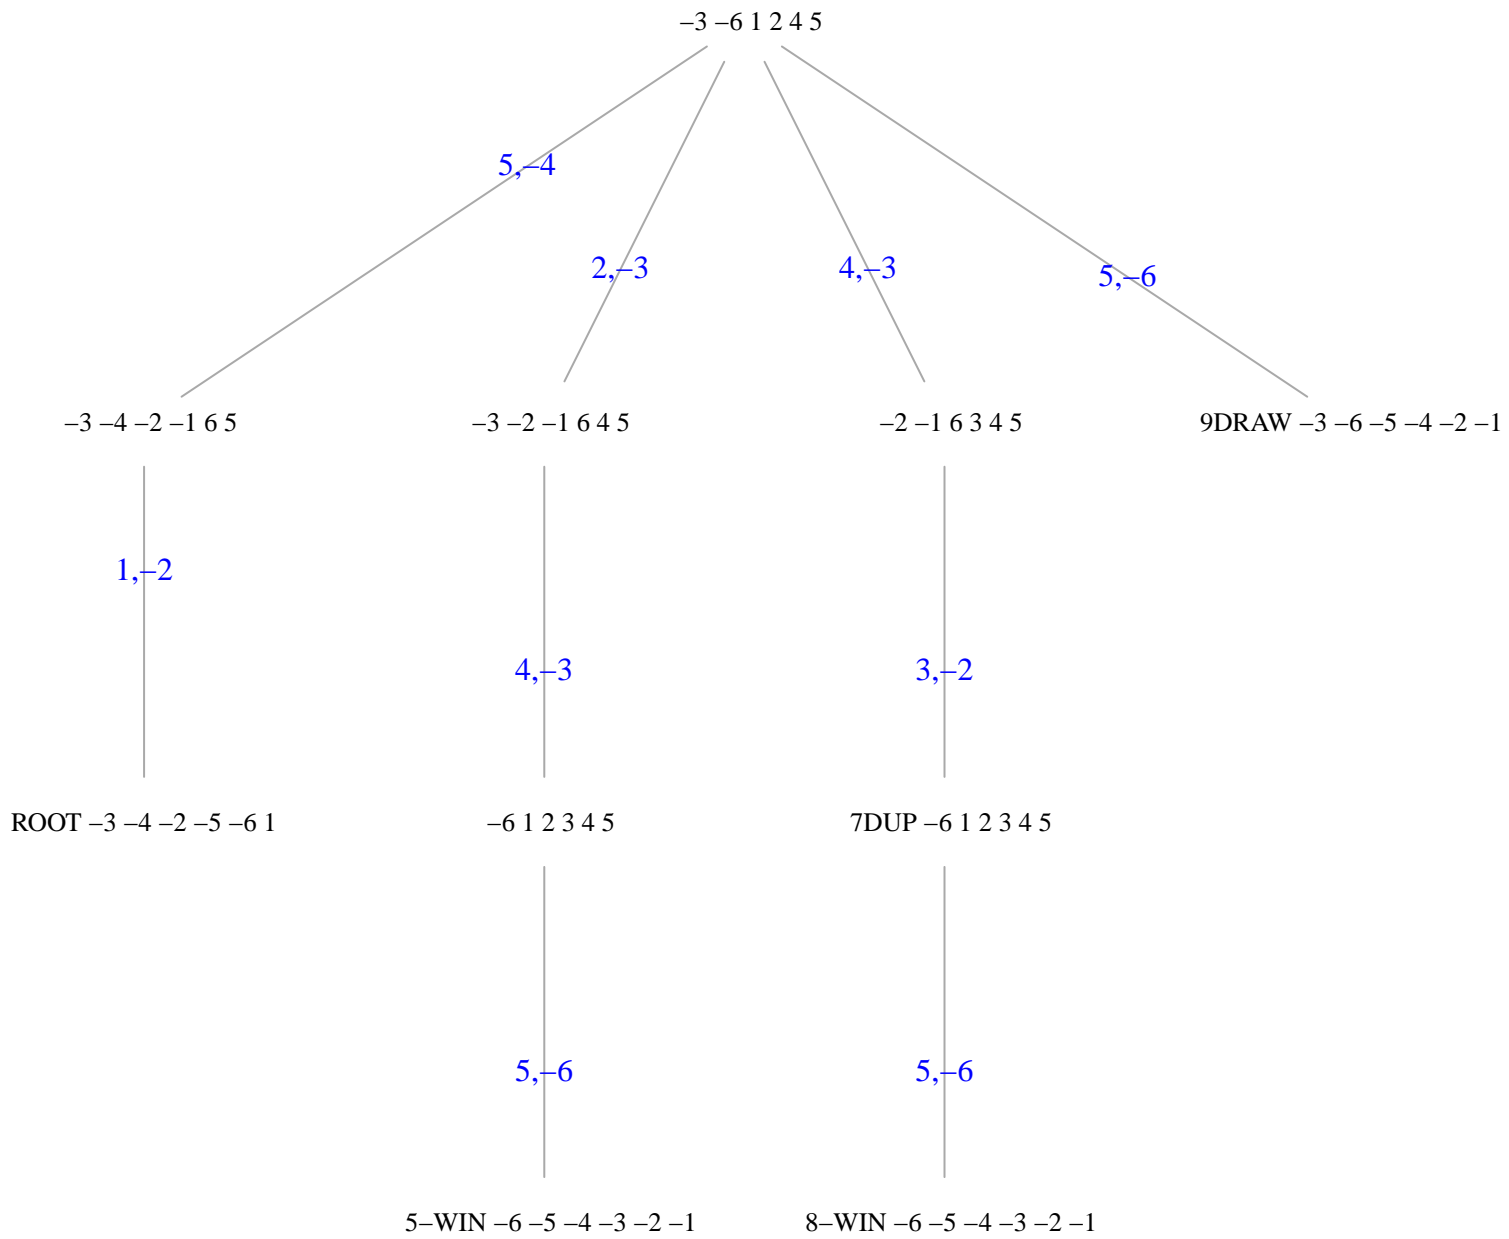 −3 −6 1 2 4 5
5,−4
2,−3
4,−3
5,−6
−3 −4 −2 −1 6 5
−3 −2 −1 6 4 5
−2 −1 6 3 4 5
9DRAW −3 −6 −5 −4 −2 −1
1,−2
4,−3
3,−2
ROOT −3 −4 −2 −5 −6 1
−6 1 2 3 4 5
7DUP −6 1 2 3 4 5
5,−6
5,−6
5−WIN −6 −5 −4 −3 −2 −1
8−WIN −6 −5 −4 −3 −2 −1